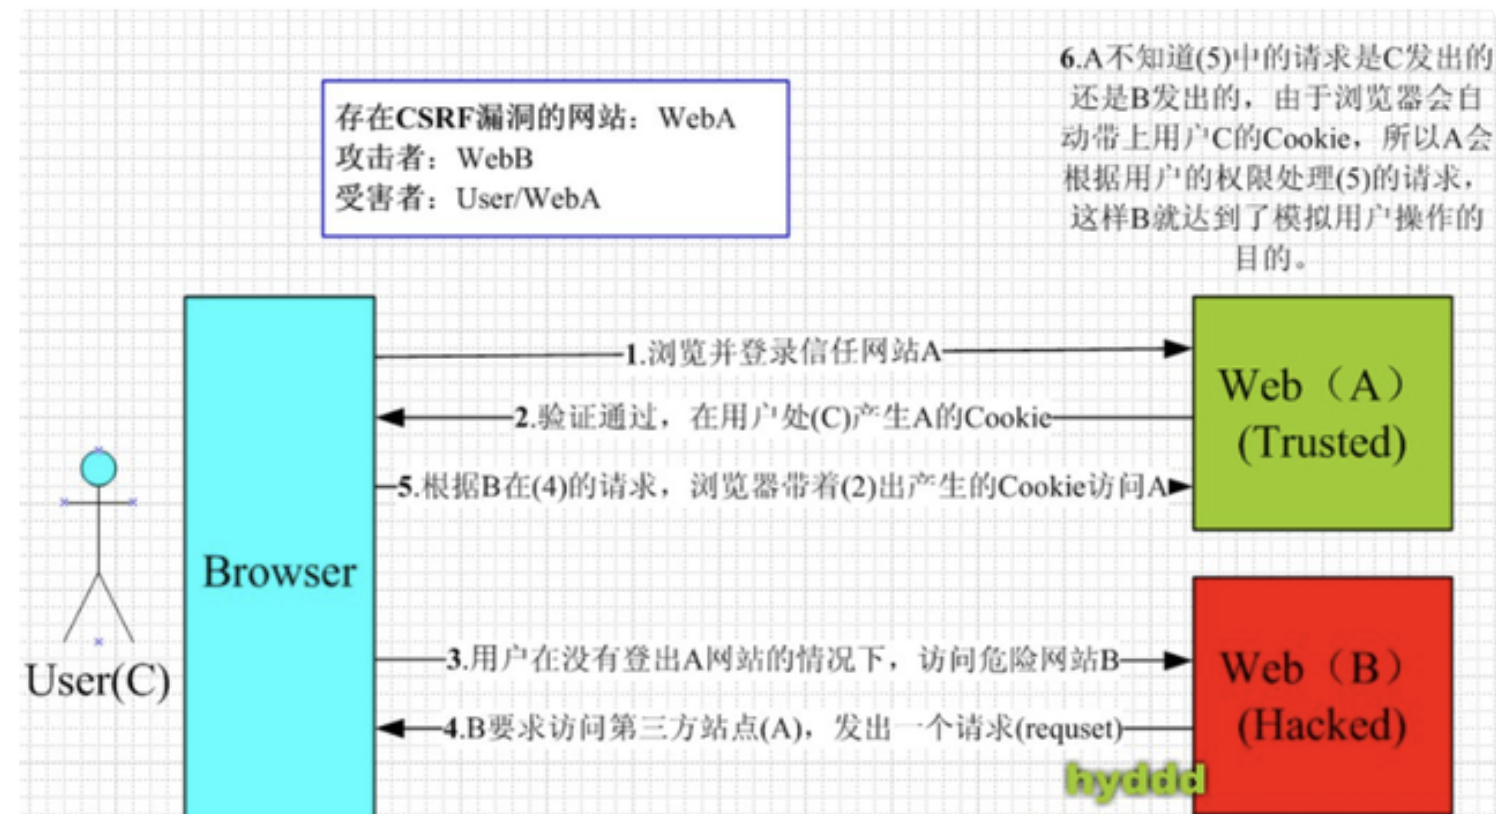 存在CSRF漏洞的网站：WebA
攻击者：WebB
受害者：User/WebA
6.A不知道(5)中的请求是C发出的
还是B发出的，由于浏览器会自
动带上用户C的Cookie，所以A会
根据用户的权限处理(5)的请求，
这样B就达到了模拟用户操作的
目的。
1.浏览并登录信任网站A
2.验证通过，在用户处(C)产生A的Cookie
5.根据B在(4)的请求，浏览器带着(2)出产生的Cookie访问A
Web（A）
(Trusted)
Browser
User(C)
3.用户在没有登出A网站的情况下，访问危险网站B
4.B要求访问第三方站点(A)，发出一个请求(requset)
Web（B）
(Hacked)
hyddd